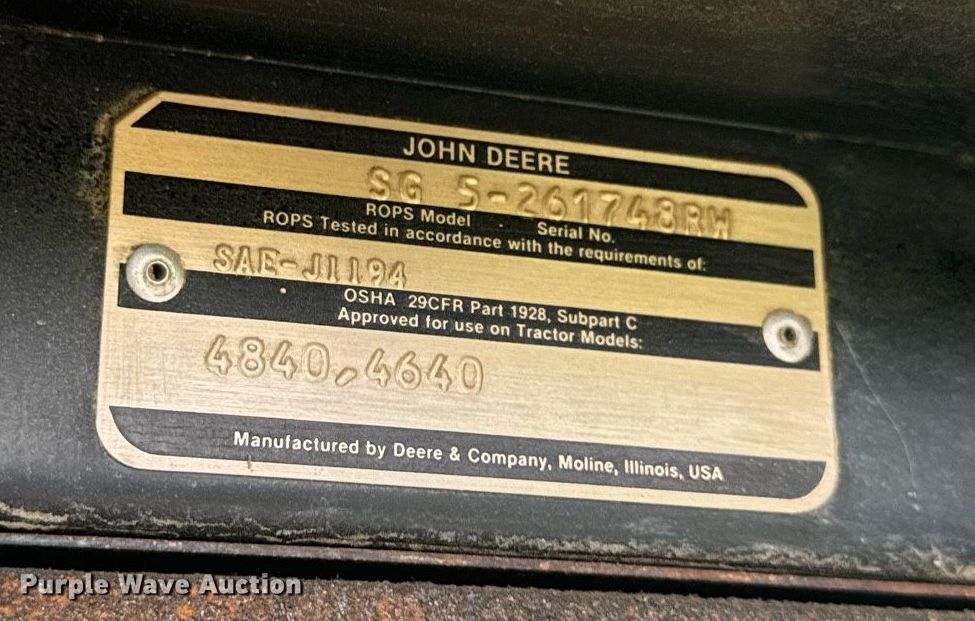 JOHN DEERE
SG 5-261748RW
ROPS Model . Serial No.
ROPS Tested in accordance with the requirements of:
SAE-J1194
OSHA 29CFR Part 1928, Subpart C
Approved for use on Tractor Models:
4840,4640
Manufactured by Deere & Company, Moline, Illinois, USA
Purple Wave Auction